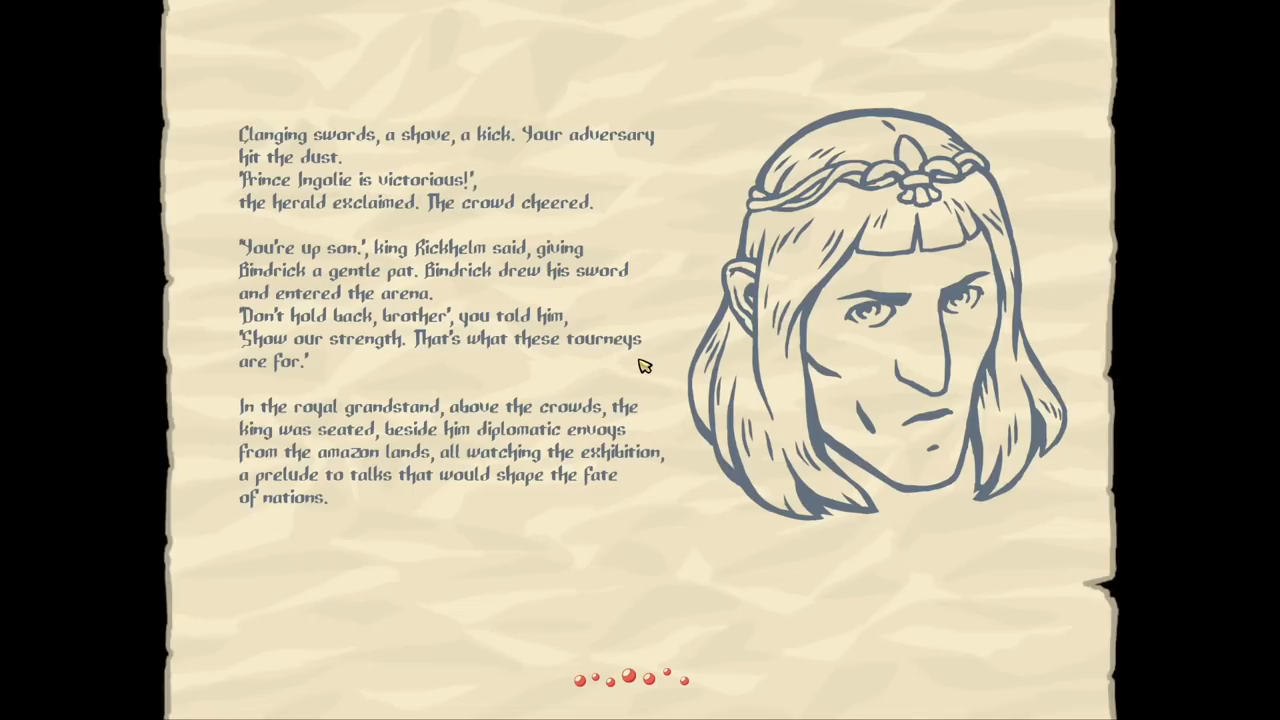 Clanging swords, a shove, a kick. Your adversary
hit the dust.
'Prince Ingolie is victorious!',
the herald exclaimed. The crowd cheered.
'You're up son.', king Rickhelm said, giving
Bindrick a gentle pat. Bindrick drew his sword
and entered the arena.
'Don't hold back, brother', you told him,
'Show our strength. That's what these tourneys
are for.'
In the royal grandstand, above the crowds, the
king was seated, beside him diplomatic envoys
from the amazon lands, all watching the exhibition,
a prelude to talks that would shape the fate
of nations.